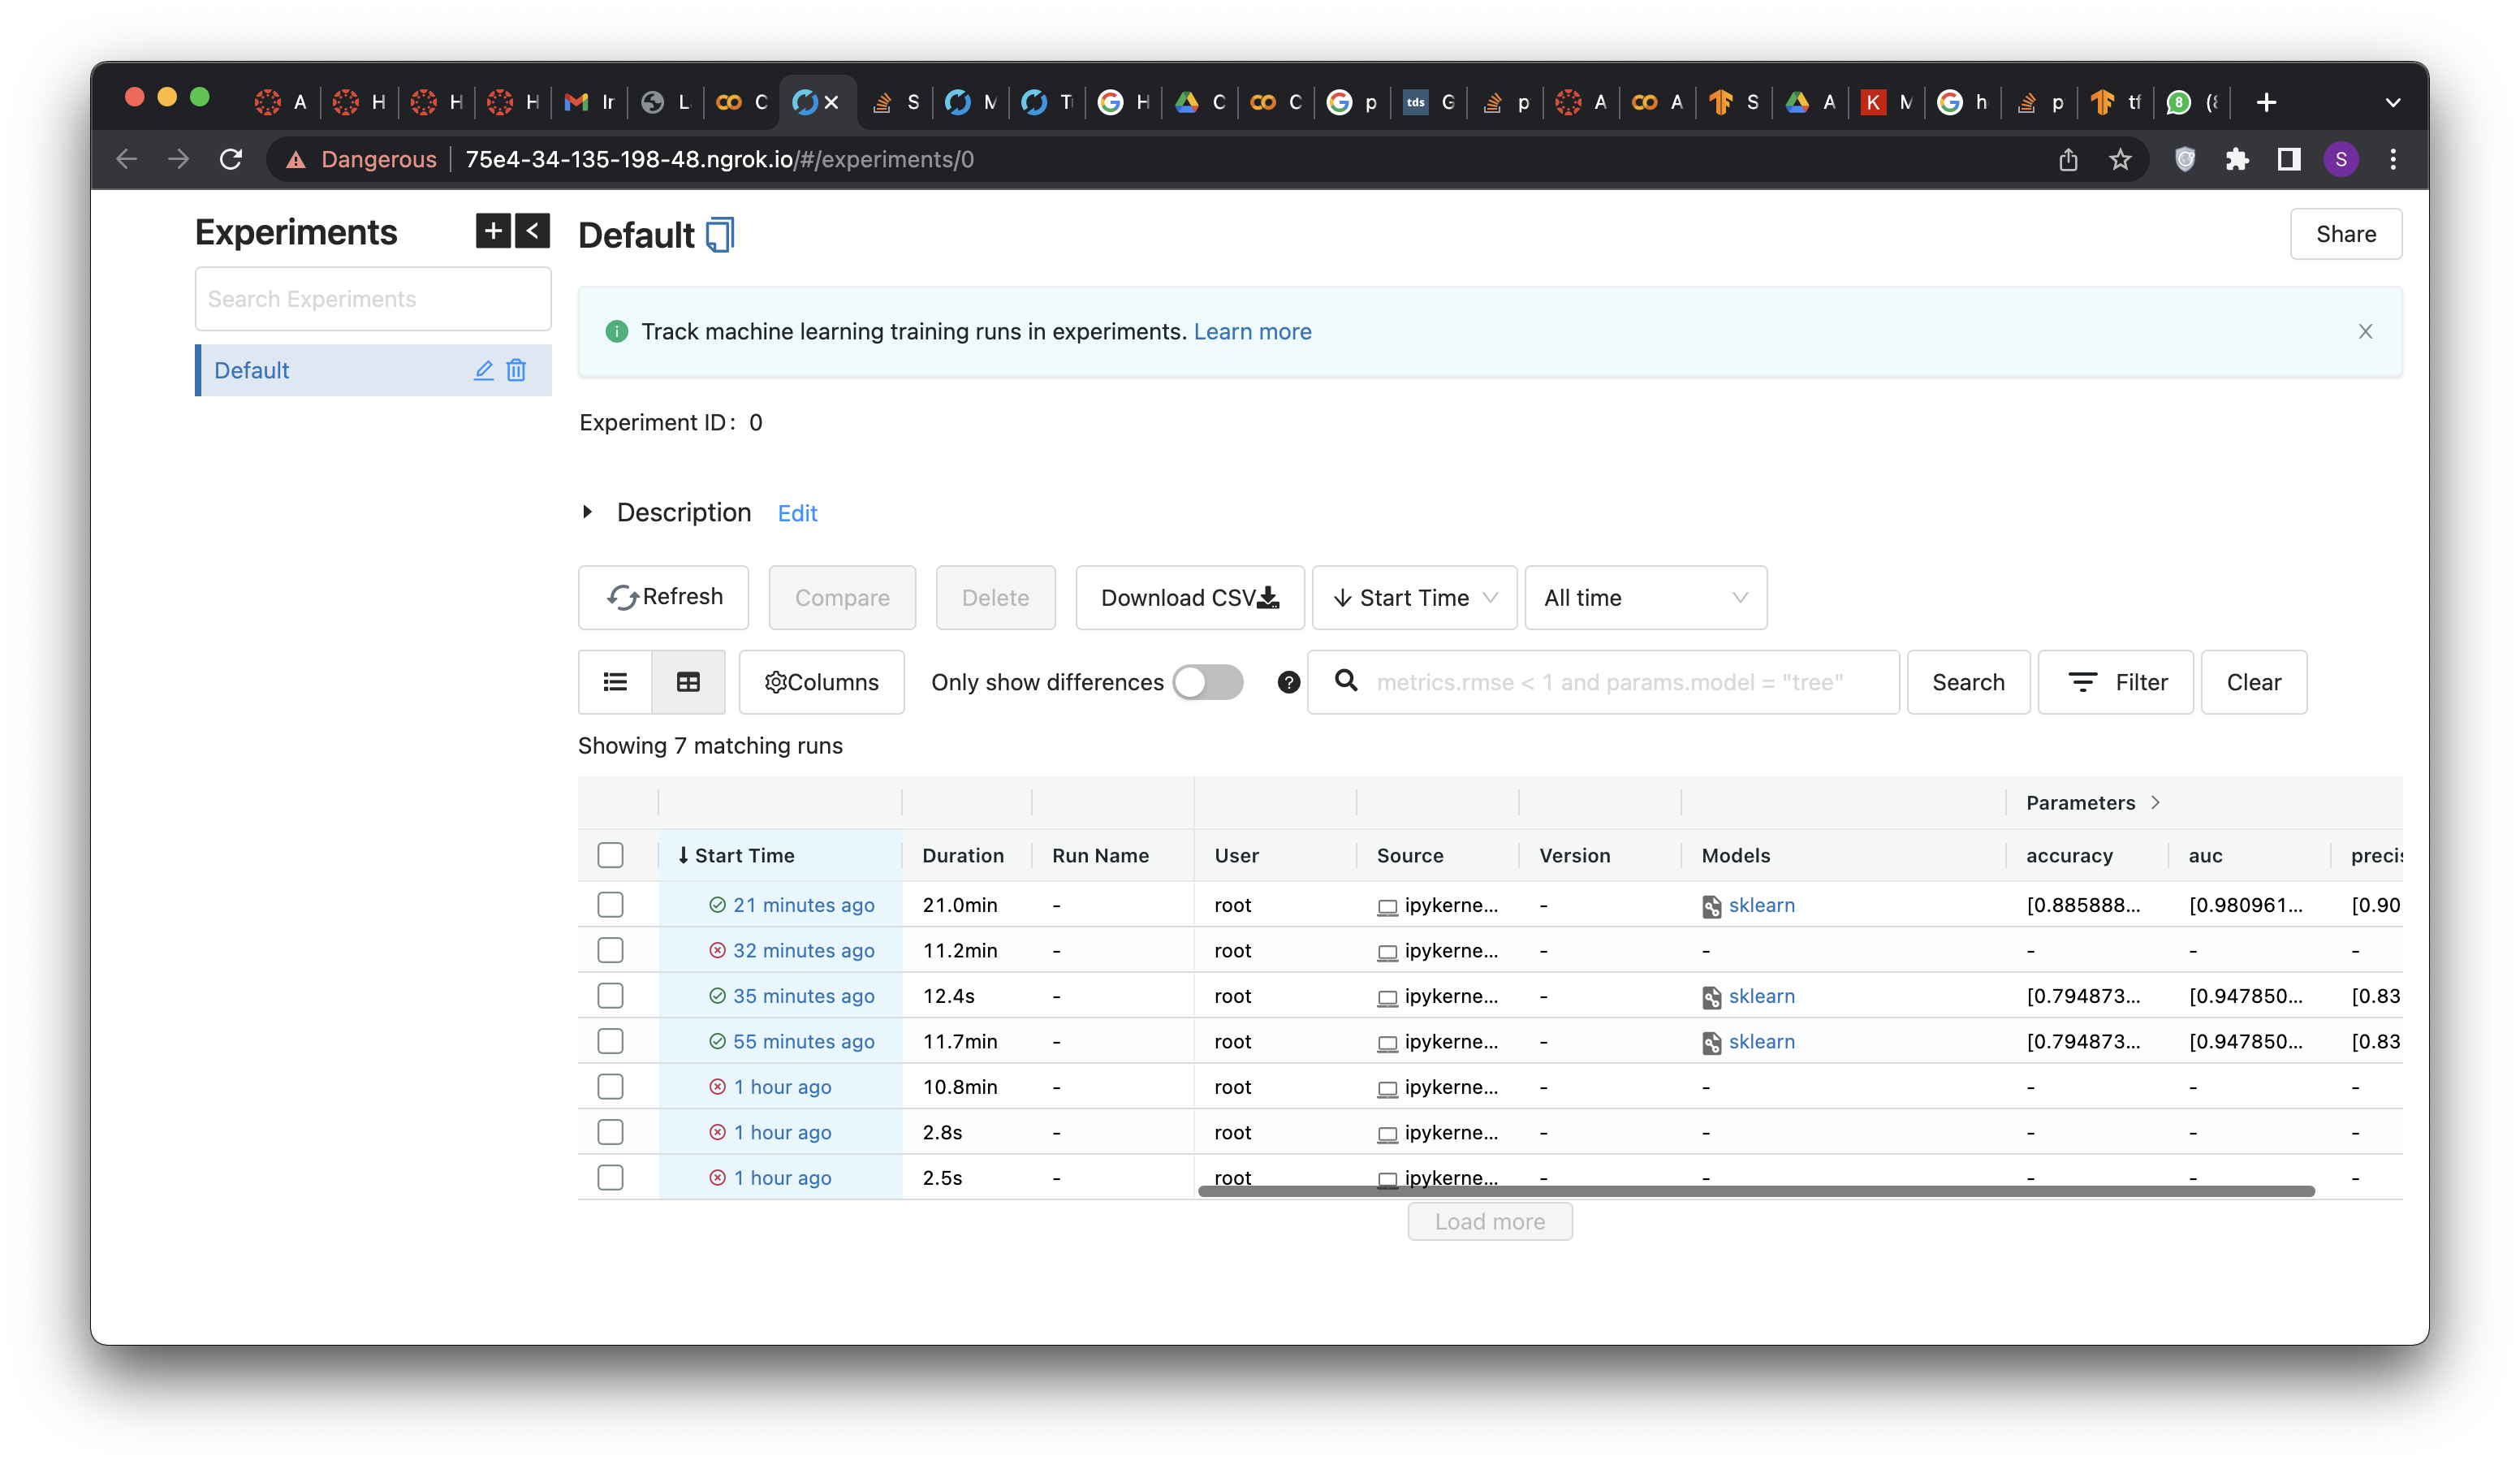 A H H H Ir L C S M T H C C p G p A A S A M h p tf 8 (8
Dangerous 75e4-34-135-198-48.ngrok.io/#/experiments/0 S
Experiments
Search Experiments
Default
Default
Share
Track machine learning training runs in experiments. Learn more
Experiment ID: 0
Description Edit
Refresh Compare Delete Download CSV Start Time All time
Columns Only show differences metrics.rmse < 1 and params.model = "tree" Search Filter Clear
Showing 7 matching runs
Parameters
Start Time Duration Run Name User Source Version Models accuracy auc precis
21 minutes ago 21.0min - root ipykerne... - sklearn [0.885888... [0.980961... [0.90
32 minutes ago 11.2min - root ipykerne... - - - - -
35 minutes ago 12.4s - root ipykerne... - sklearn [0.794873... [0.947850... [0.83
55 minutes ago 11.7min - root ipykerne... - sklearn [0.794873... [0.947850... [0.83
1 hour ago 10.8min - root ipykerne... - - - - -
1 hour ago 2.8s - root ipykerne... - - - - -
1 hour ago 2.5s - root ipykerne... - - - - -
Load more